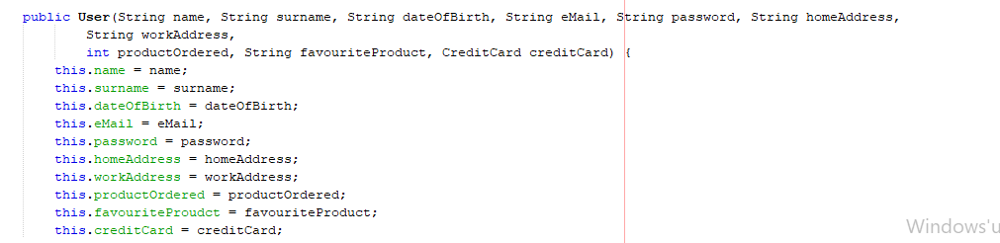 public User(String name, String surname, String dateOfBirth, String eMail, String password, String homeAddress,
String workAddress,
int productOrdered, String favouriteProduct, CreditCard creditCard) {
this.name = name;
this.surname = surname;
this.dateOfBirth = dateOfBirth;
this.eMail = eMail;
this.password = password;
this.homeAddress = homeAddress;
this.workAddress = workAddress;
this.productOrdered = productOrdered;
this.favouriteProudct = favouriteProduct;
this.creditCard = creditCard;
Windows'u